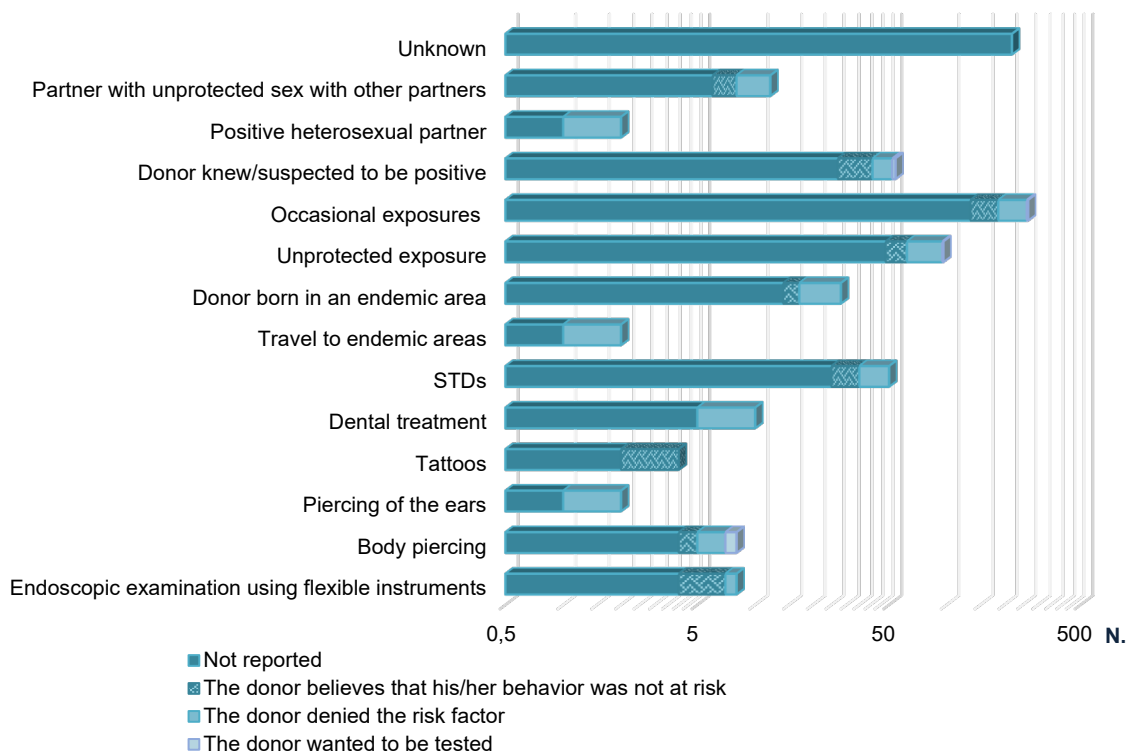 Unknown
Partner with unprotected sex with other partners
Positive heterosexual partner
Donor knew/suspected to be positive
Occasional exposures
Unprotected exposure
Donor born in an endemic area
Travel to endemic areas
STDs
Dental treatment
Tattoos
Piercing of the ears
Body piercing
Endoscopic examination using flexible instruments
0,5 5 50 500 N.
Not reported
The donor believes that his/her behavior was not at risk
The donor denied the risk factor
The donor wanted to be tested